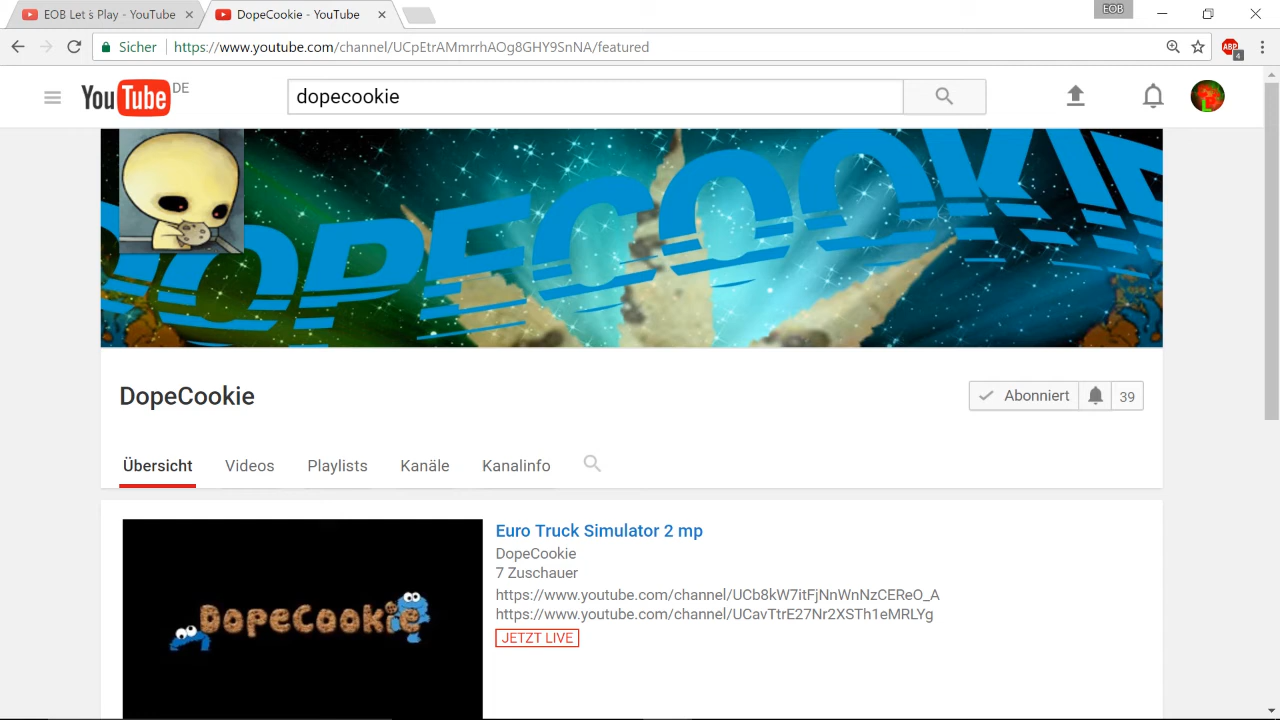 EOB Let's Play - YouTube
DopeCookie - YouTube
EOB
Sicher
https://www.youtube.com/channel/UCpEtrAMmrrhAOg8GHY9SnNA/featured
ABP
4
YouTube DE
dopecookie
DOPECOOKIE
DopeCookie
Abonniert
39
Übersicht
Videos
Playlists
Kanäle
Kanalinfo
DopeCookie
Euro Truck Simulator 2 mp
DopeCookie
7 Zuschauer
https://www.youtube.com/channel/UCb8kW7itFjNnWnNzCEReO_A
https://www.youtube.com/channel/UCavTtrE27Nr2XSTh1eMRLYg
JETZT LIVE